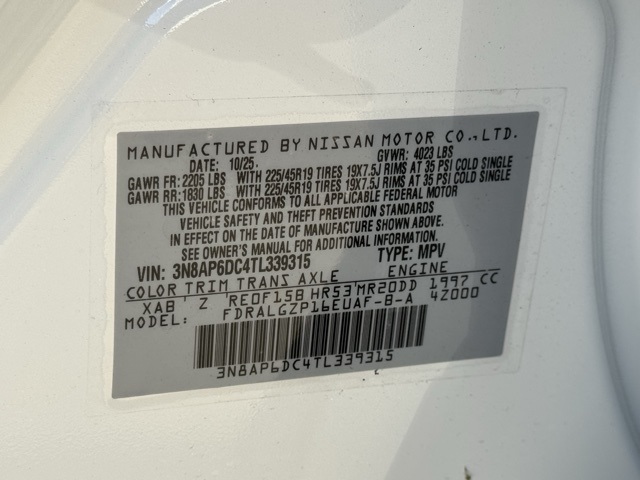 MANUFACTURED BY NISSAN MOTOR CO.,LTD.
DATE: 10/25. GVWR: 4023 LBS
GAWR FR: 2205 LBS WITH 225/45R19 TIRES 19X7.5J RIMS AT 35 PSI COLD SINGLE
GAWR RR: 1830 LBS WITH 225/45R19 TIRES 19X7.5J RIMS AT 35 PSI COLD SINGLE
THIS VEHICLE CONFORMS TO ALL APPLICABLE FEDERAL MOTOR
VEHICLE SAFETY AND THEFT PREVENTION STANDARDS
IN EFFECT ON THE DATE OF MANUFACTURE SHOWN ABOVE.
SEE OWNER'S MANUAL FOR ADDITIONAL INFORMATION.
VIN: 3N8AP6DC4TL339315 TYPE: MPV
COLOR TRIM TRANS AXLE ENGINE
XAB' Z 'RE0F15B HR53'MR20DD 1997 CC
MODEL: FDRALGZP16EUAF-B-A 4Z000
3N8AP6DC4TL339315